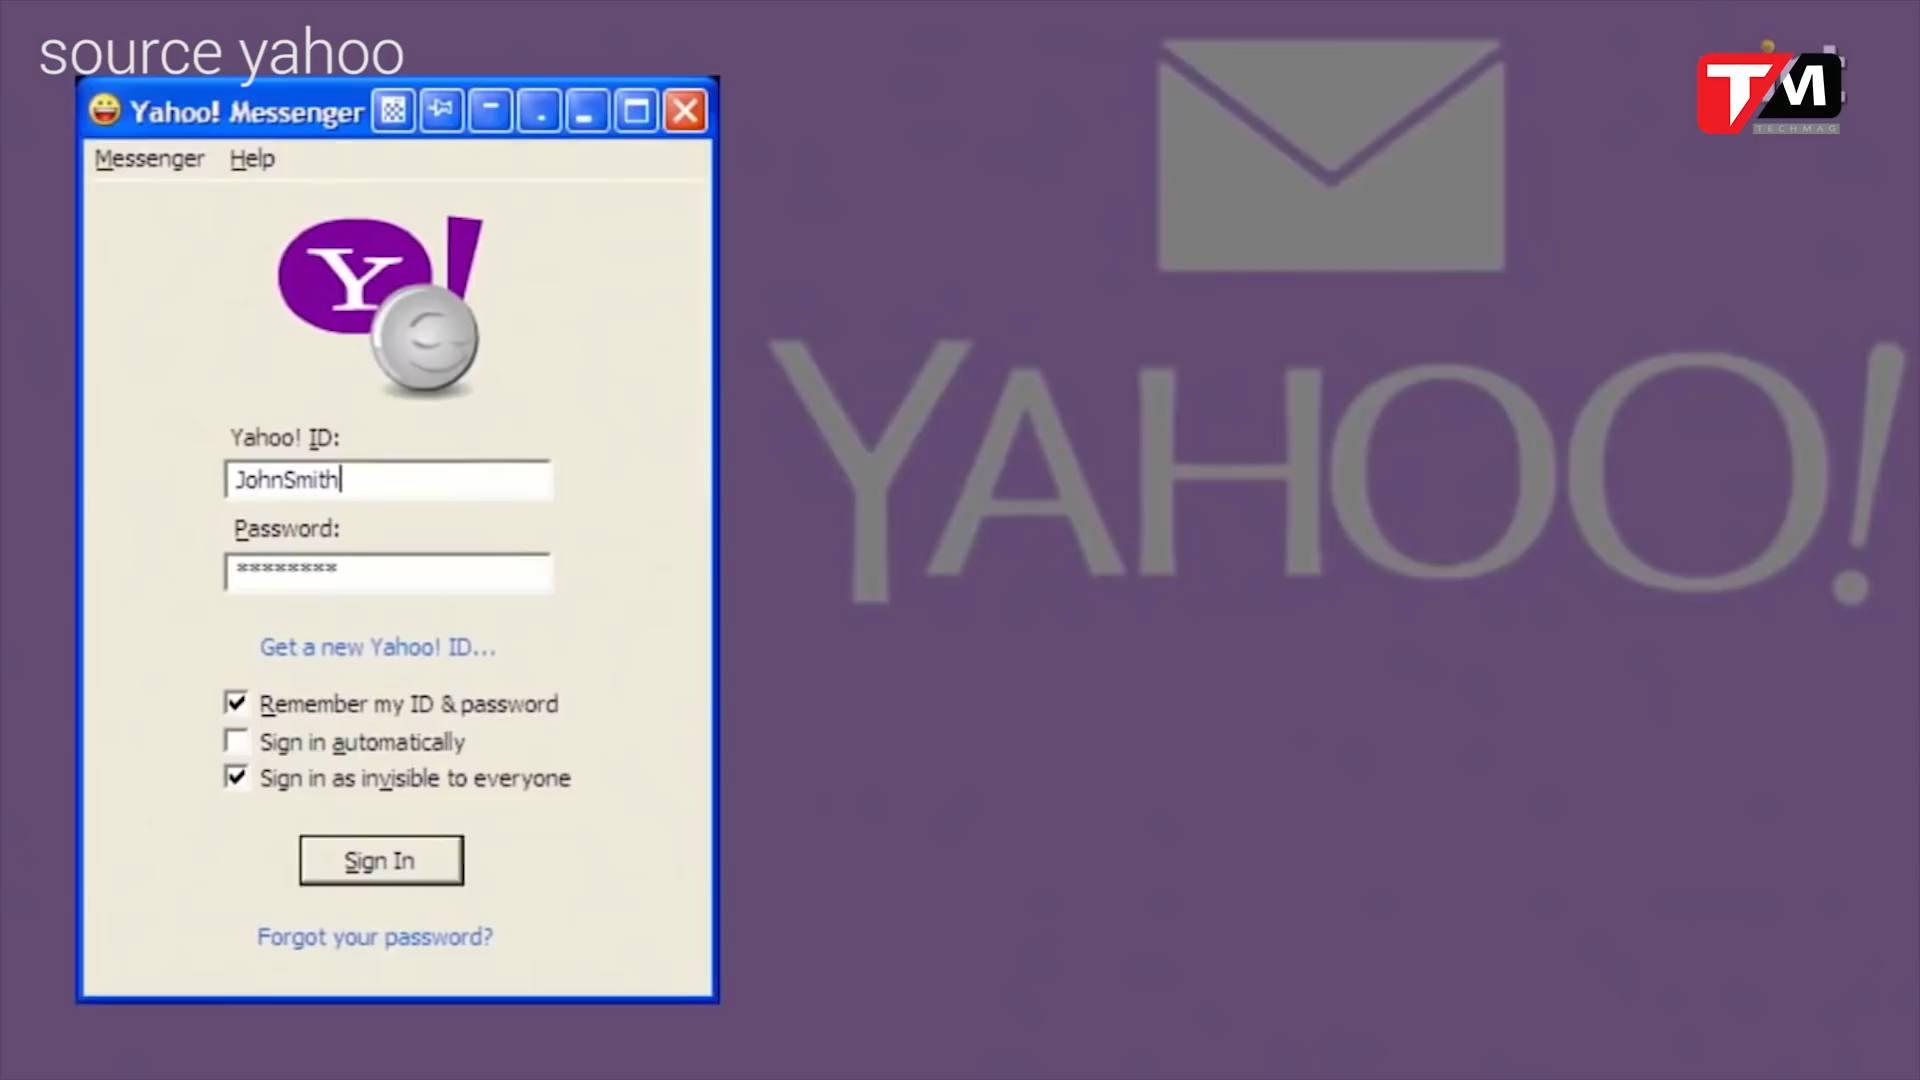 source yahoo
TM
TECHMAG
Yahoo! Messenger
Messenger Help
Y!
Yahoo! ID:
JohnSmith
Password:
********
Get a new Yahoo! ID...
Remember my ID & password
Sign in automatically
Sign in as invisible to everyone
Sign In
Forgot your password?
YAHOO!